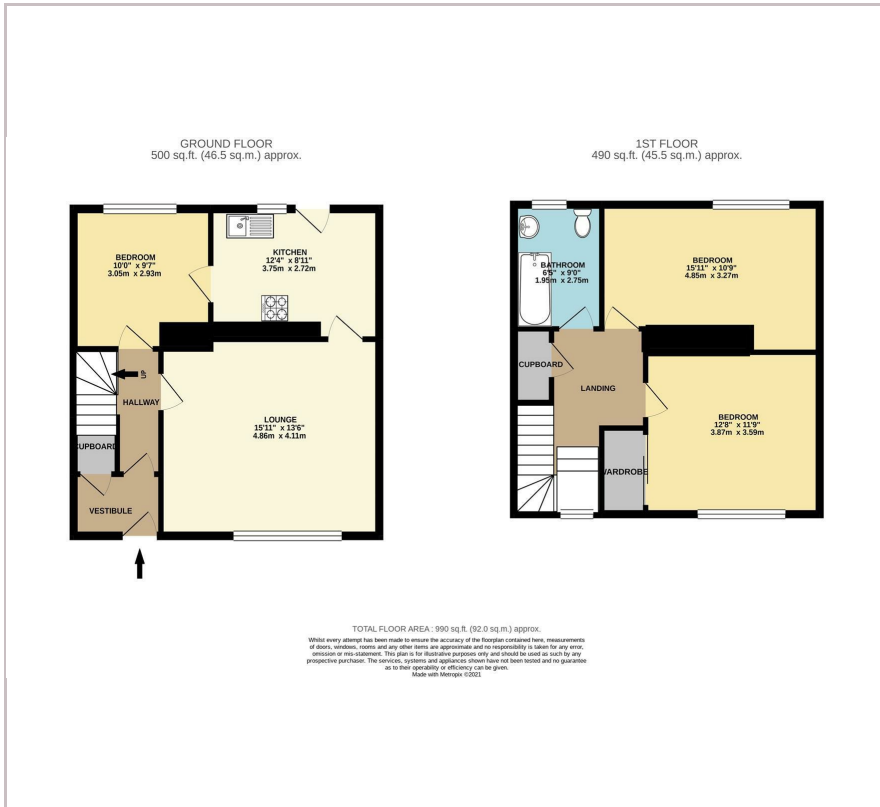 GROUND FLOOR
500 sq.ft. (46.5 sq.m.) approx.
BEDROOM
10'0" x 9'7"
3.05m x 2.93m
KITCHEN
12'4" x 8'11"
3.75m x 2.72m
UP
HALLWAY
LOUNGE
15'11" x 13'6"
4.86m x 4.11m
CUPBOARD
VESTIBULE
1ST FLOOR
490 sq.ft. (45.5 sq.m.) approx.
BATHROOM
6'5" x 9'0"
1.95m x 2.75m
BEDROOM
15'11" x 10'9"
4.85m x 3.27m
CUPBOARD
LANDING
BEDROOM
12'8" x 11'9"
3.87m x 3.59m
WARDROBE
TOTAL FLOOR AREA : 990 sq.ft. (92.0 sq.m.) approx.
Whilst every attempt has been made to ensure the accuracy of the floorplan contained here, measurements
of doors, windows, rooms and any other items are approximate and no responsibility is taken for any error,
omission or mis-statement. This plan is for illustrative purposes only and should be used as such by any
prospective purchaser. The services, systems and appliances shown have not been tested and no guarantee
as to their operability or efficiency can be given.
Made with Metropix ©2021